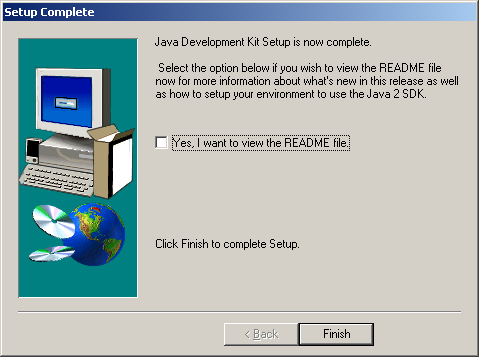 Setup Complete
Java Development Kit Setup is now complete.
Select the option below if you wish to view the README file
now for more information about what's new in this release as well
as how to setup your environment to use the Java 2 SDK.
Yes, I want to view the README file.
Click Finish to complete Setup.
< Back
Finish